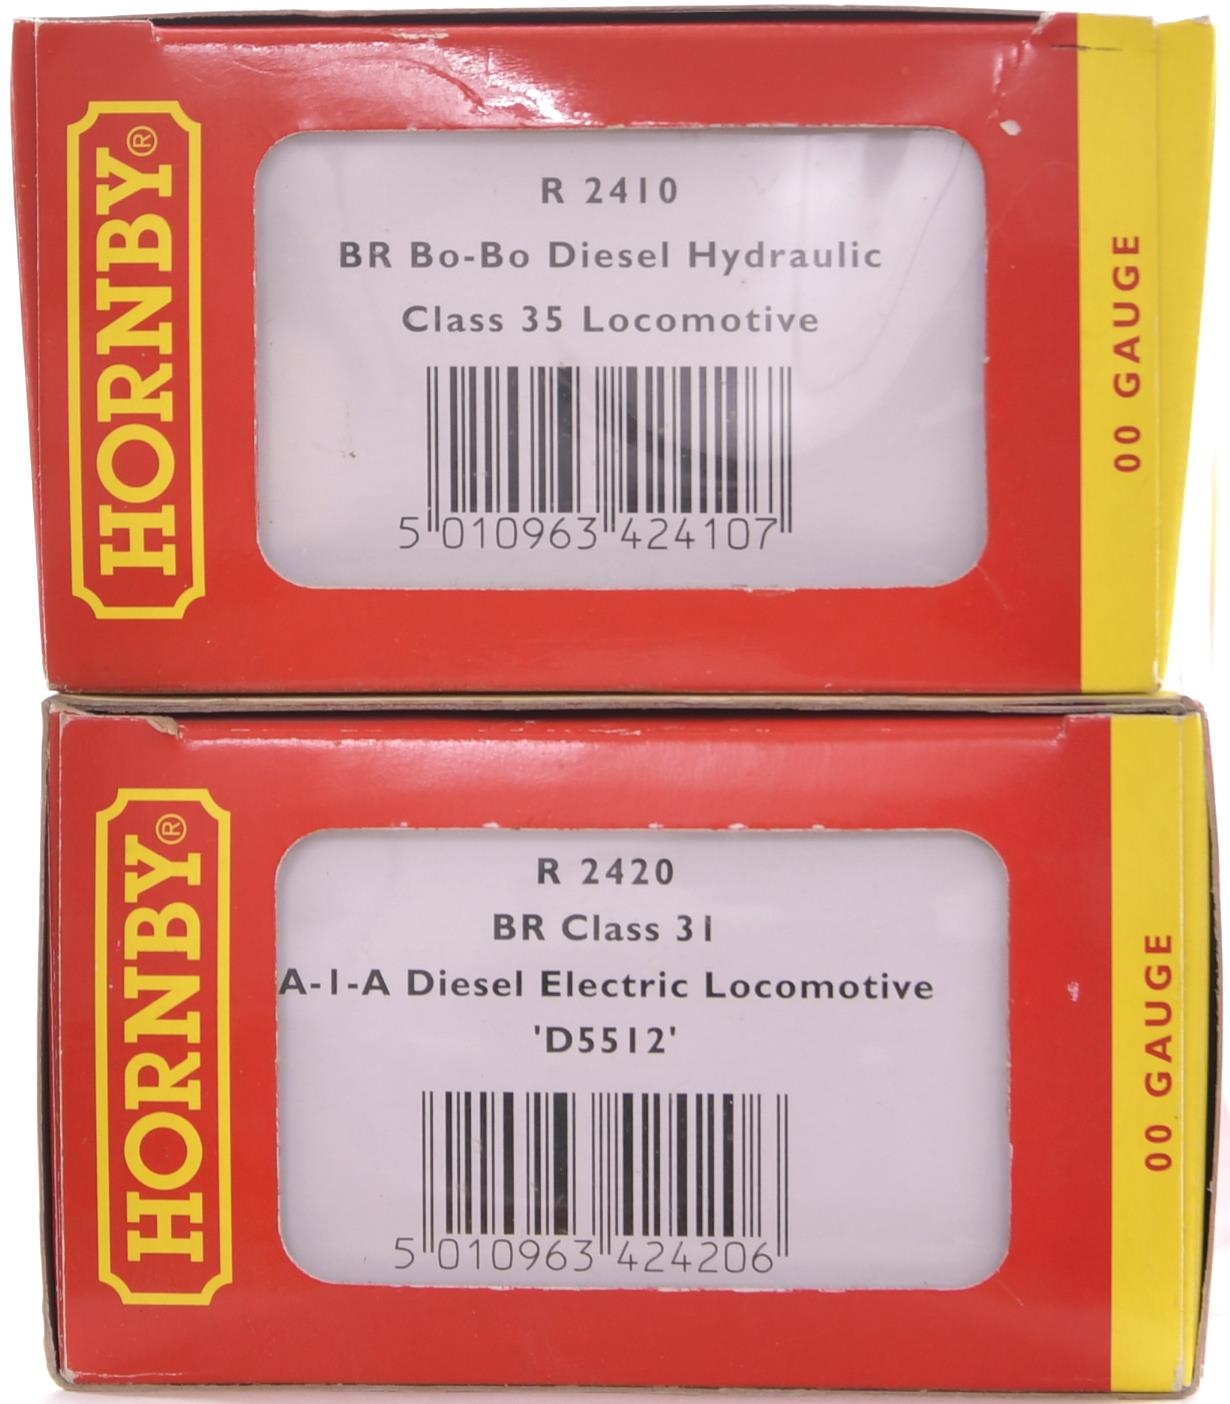 HORNBY®
R 2410
BR Bo-Bo Diesel Hydraulic
Class 35 Locomotive
5 010963 424107
00 GAUGE
HORNBY®
R 2420
BR Class 31
A-1-A Diesel Electric Locomotive
'D5512'
5 010963 424206
00 GAUGE